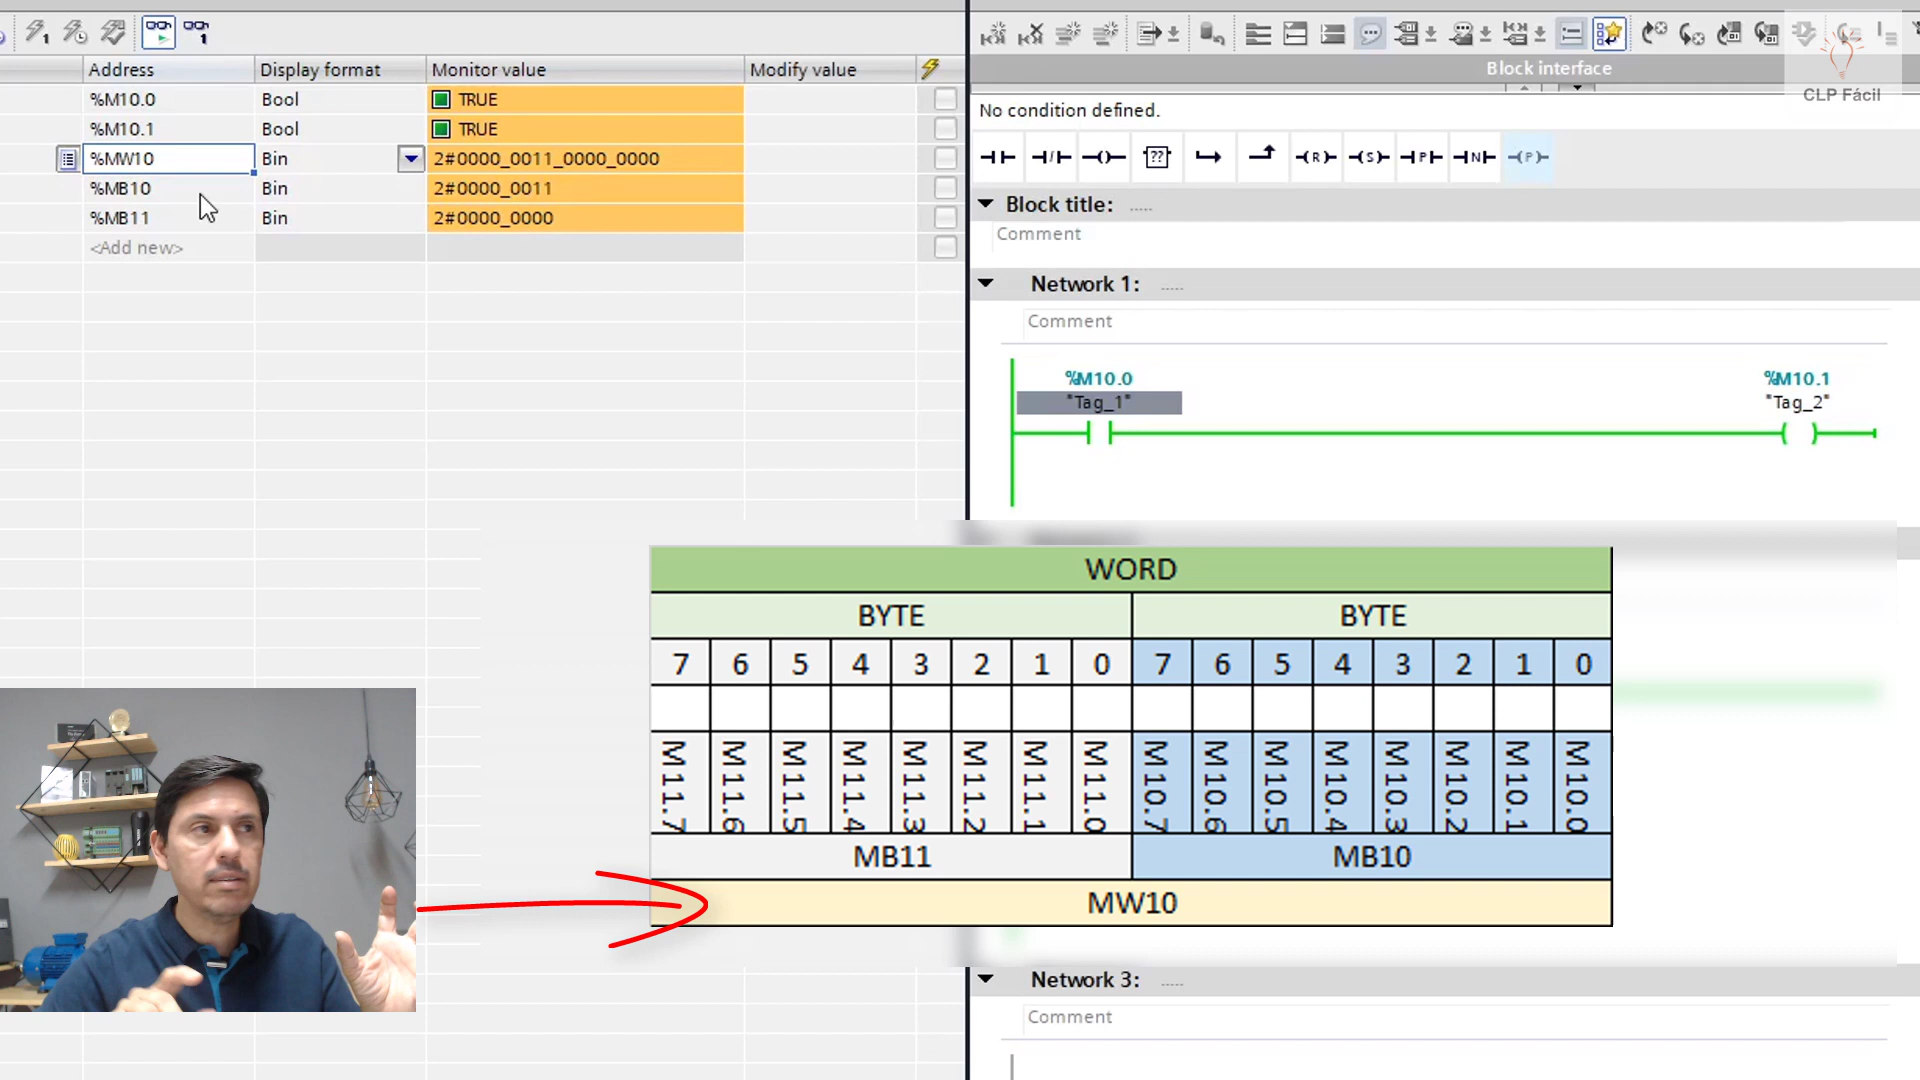 Address Display format Monitor value Modify value
%M10.0 Bool TRUE
%M10.1 Bool TRUE
%MW10 Bin 2#0000_0011_0000_0000
%MB10 Bin 2#0000_0011
%MB11 Bin 2#0000_0000
<Add new>
Block interface
CLP Fácil
No condition defined.
Block title: .....
Comment
Network 1: .....
Comment
%M10.0 %M10.1
"Tag_1" "Tag_2"
WORD
BYTE BYTE
7 6 5 4 3 2 1 0 7 6 5 4 3 2 1 0
M11.7 M11.6 M11.5 M11.4 M11.3 M11.2 M11.1 M11.0 M10.7 M10.6 M10.5 M10.4 M10.3 M10.2 M10.1 M10.0
MB11 MB10
MW10
Network 3: .....
Comment